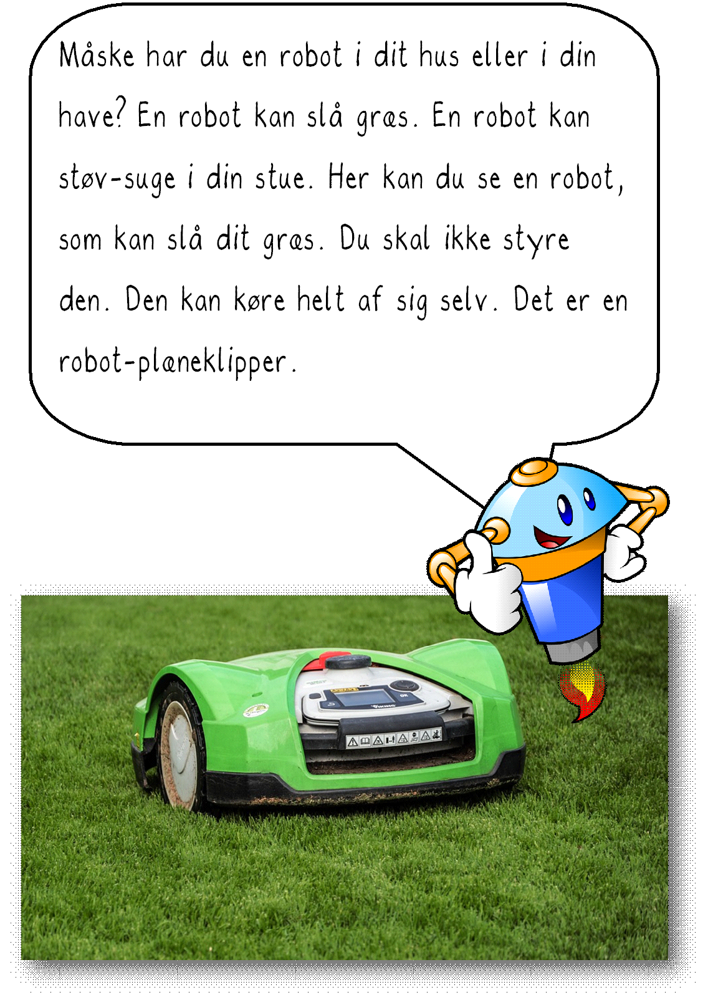 Måske har du en robot i dit hus eller i din
have? En robot kan slå græs. En robot kan
støv-suge i din stue. Her kan du se en robot,
som kan slå dit græs. Du skal ikke styre
den. Den kan køre helt af sig selv. Det er en
robot-plæneklipper.
OK
VIKING